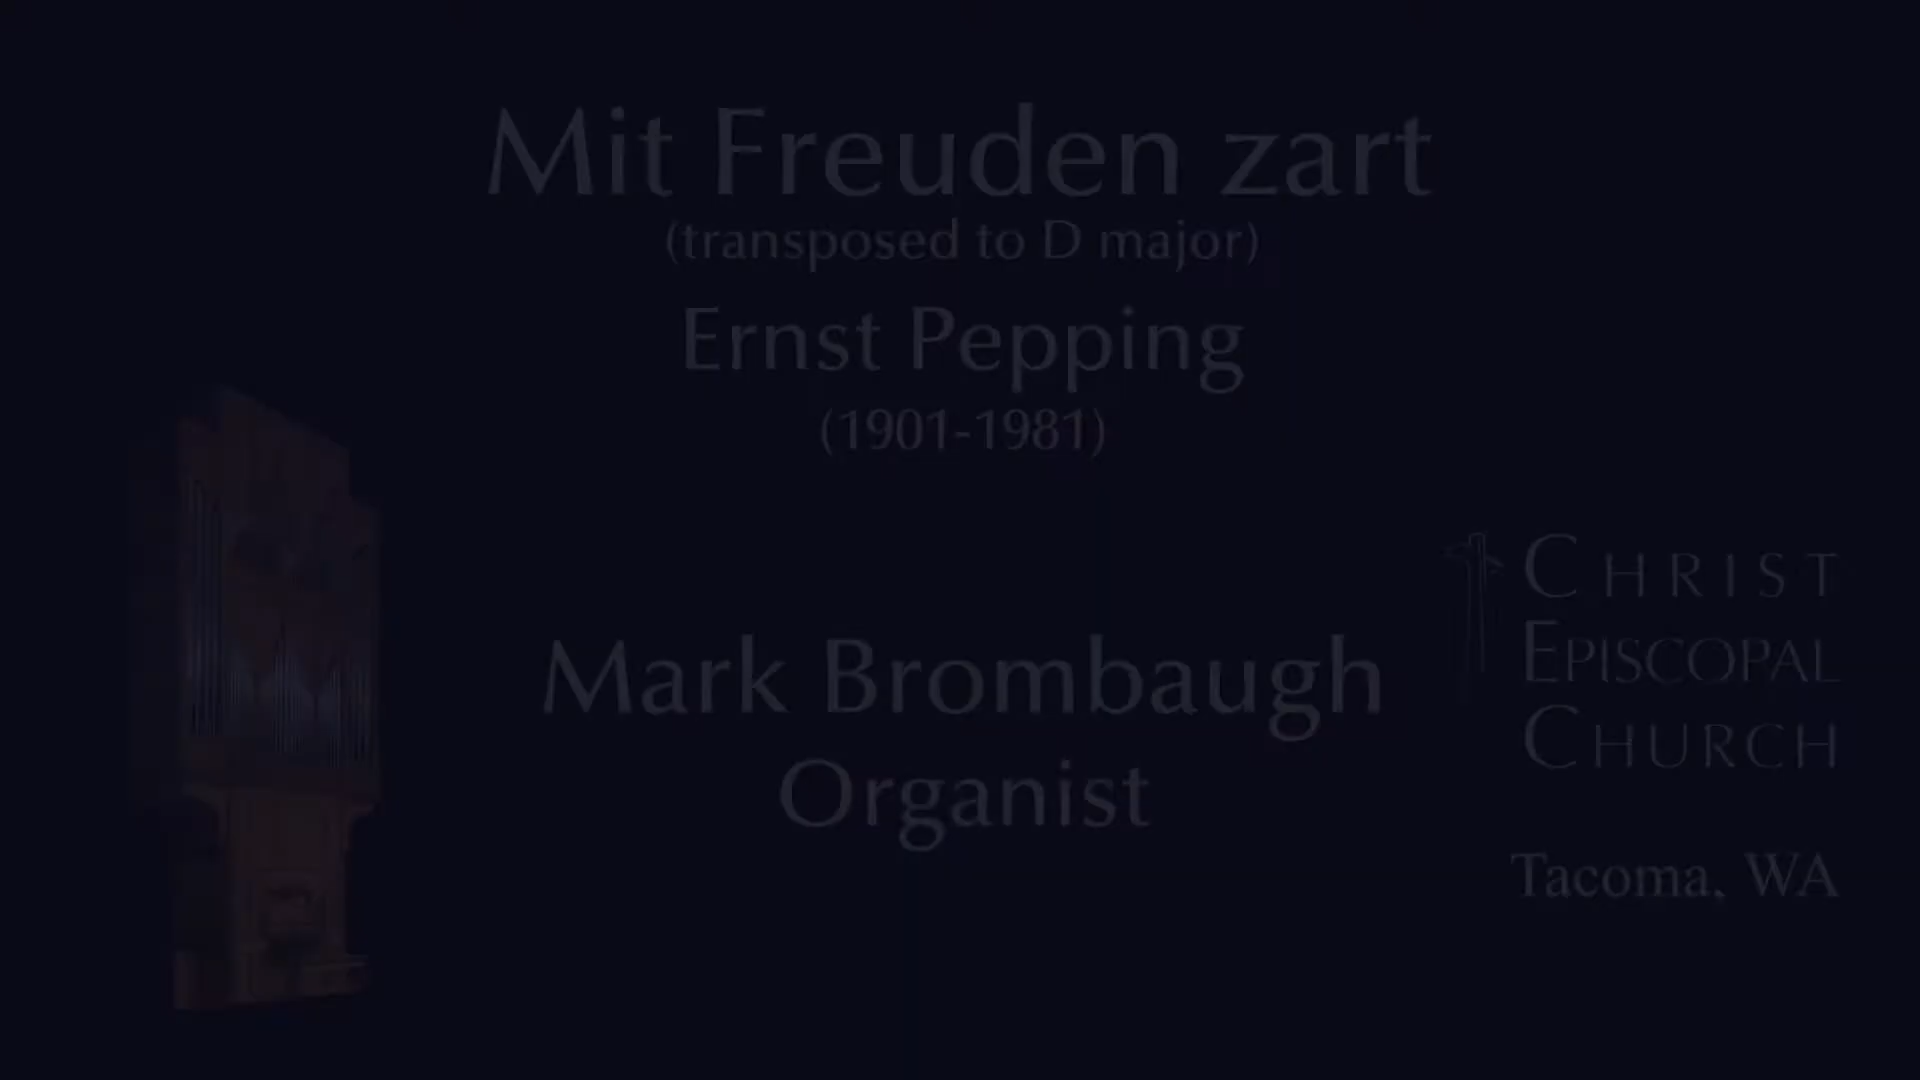 Mit Freuden zart
(transposed to D major)
Ernst Pepping
(1901-1981)
Mark Brombaugh
Organist
CHRIST
EPISCOPAL
CHURCH
Tacoma, WA